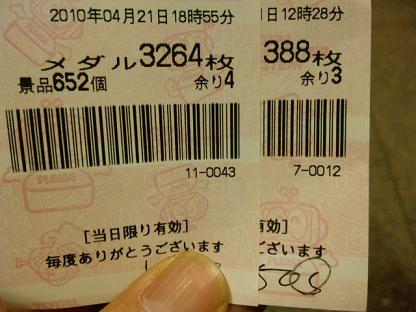 2010年04月21日18時55分
メダル3264枚
景品652個
余り4
11-0043
[当日限り有効]
毎度ありがとうございます
1日12時28分
388枚
余り3
7-0012
有効]
ございます